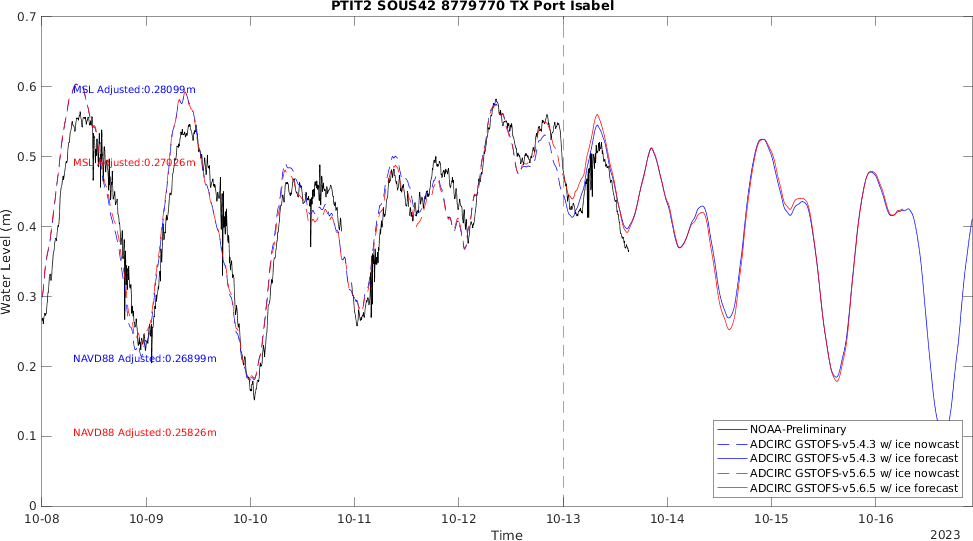 PTIT2 SOUS42 8779770 TX Port Isabel
0.7
0.6
0.5
0.4
0.3
0.2
0.1
0
Water Level (m)
MSL Adjusted:0.28099m
MSL Adjusted:0.27026m
NAVD88 Adjusted:0.26899m
NAVD88 Adjusted:0.25826m
NOAA-Preliminary
ADCIRC GSTOFS-v5.4.3 w/ ice nowcast
ADCIRC GSTOFS-v5.4.3 w/ ice forecast
ADCIRC GSTOFS-v5.6.5 w/ ice nowcast
ADCIRC GSTOFS-v5.6.5 w/ ice forecast
10-08 10-09 10-10 10-11 10-12 10-13 10-14 10-15 10-16
Time
2023